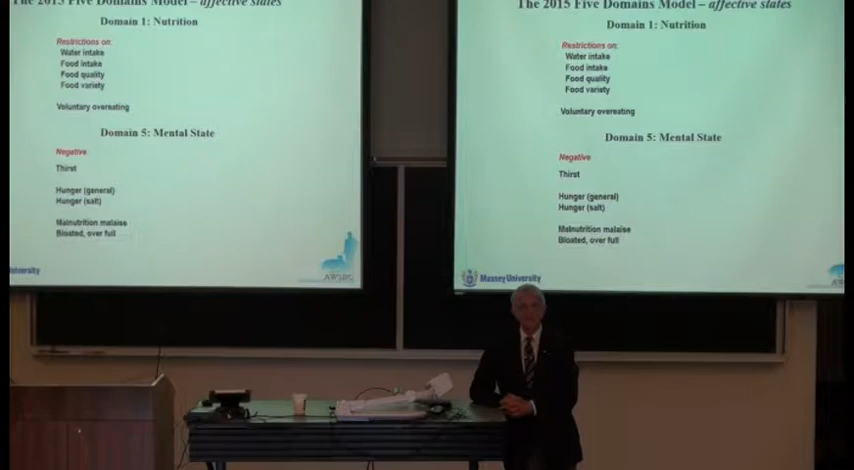 The 2015 Five Domains Model – affective states
Domain 1: Nutrition
Restrictions on:
Water intake
Food intake
Food quality
Food variety
Voluntary overeating
Domain 5: Mental State
Negative
Thirst
Hunger (general)
Hunger (salt)
Malnutrition malaise
Bloated, over full
University
AWSBC
The 2015 Five Domains Model – affective states
Domain 1: Nutrition
Restrictions on:
Water intake
Food intake
Food quality
Food variety
Voluntary overeating
Domain 5: Mental State
Negative
Thirst
Hunger (general)
Hunger (salt)
Malnutrition malaise
Bloated, over full
Massey University